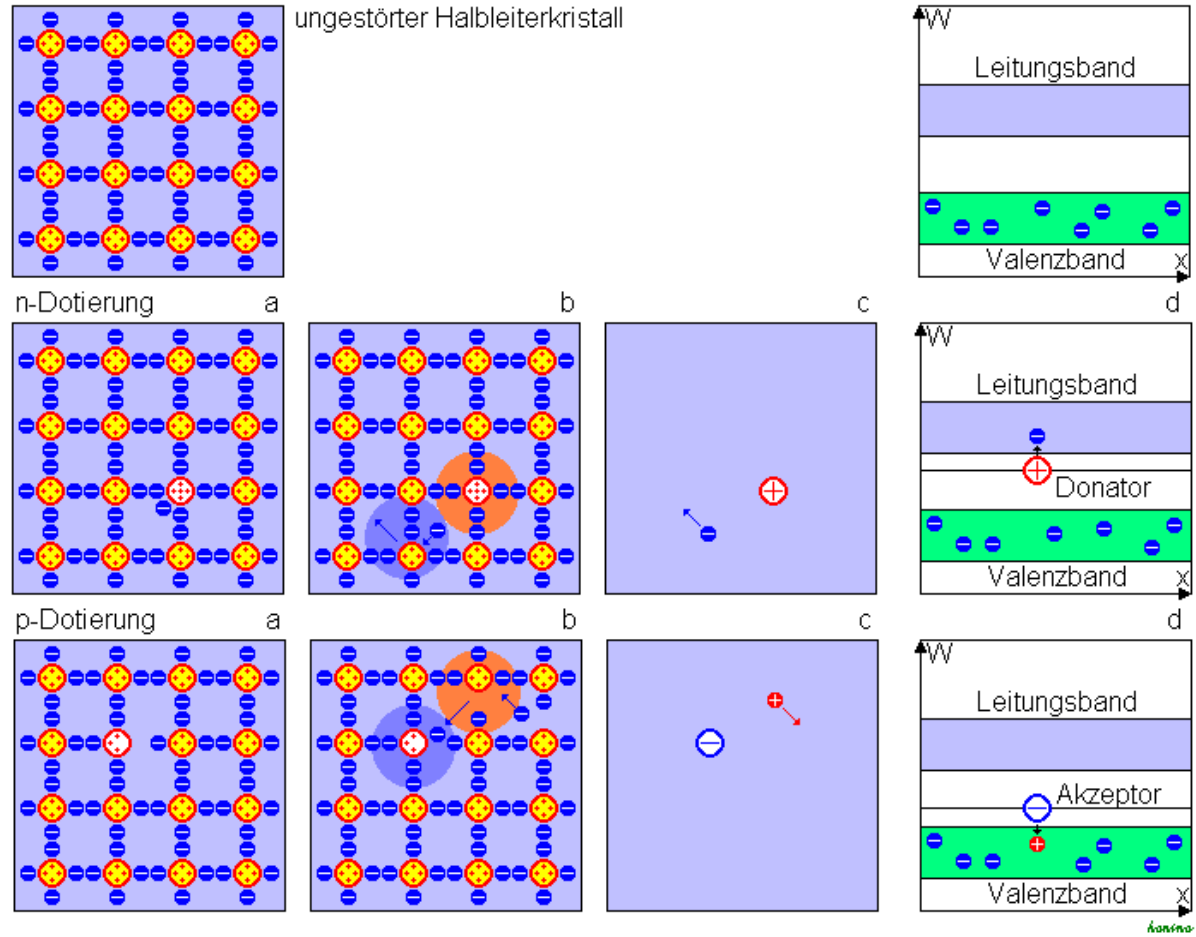 ungestörter Halbleiterkristall
W
Leitungsband
Valenzband
x
n-Dotierung a b c d
W
Leitungsband
Donator
Valenzband
x
p-Dotierung a b c d
W
Leitungsband
Akzeptor
Valenzband
x